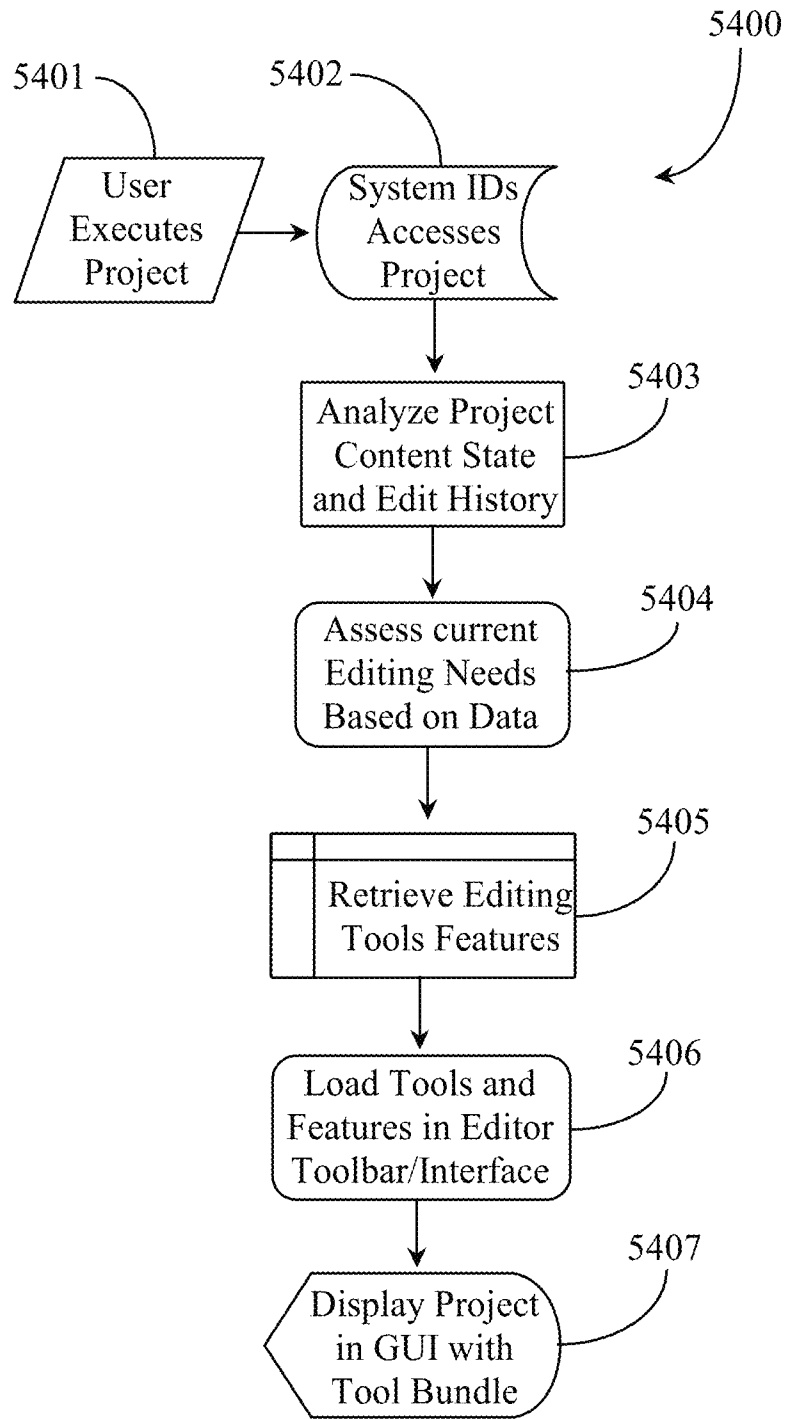 5400
5401
5402
User
Executes
Project
System IDs
Accesses
Project
5403
Analyze Project
Content State
and Edit History
5404
Assess current
Editing Needs
Based on Data
5405
Retrieve Editing
Tools Features
5406
Load Tools and
Features in Editor
Toolbar/Interface
5407
Display Project
in GUI with
Tool Bundle